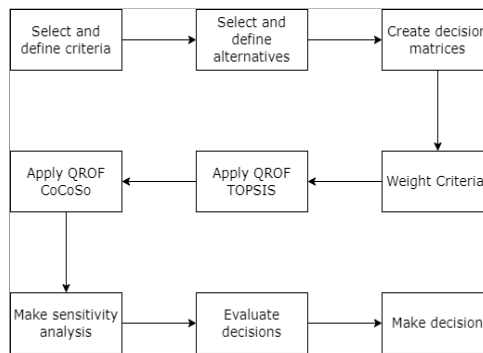 Select and
define criteria
Select and
define
alternatives
Create decision
matrices
Apply QROF
CoCoSo
Apply QROF
TOPSIS
Weight Criteria
Make sensitivity
analysis
Evaluate
decisions
Make decision